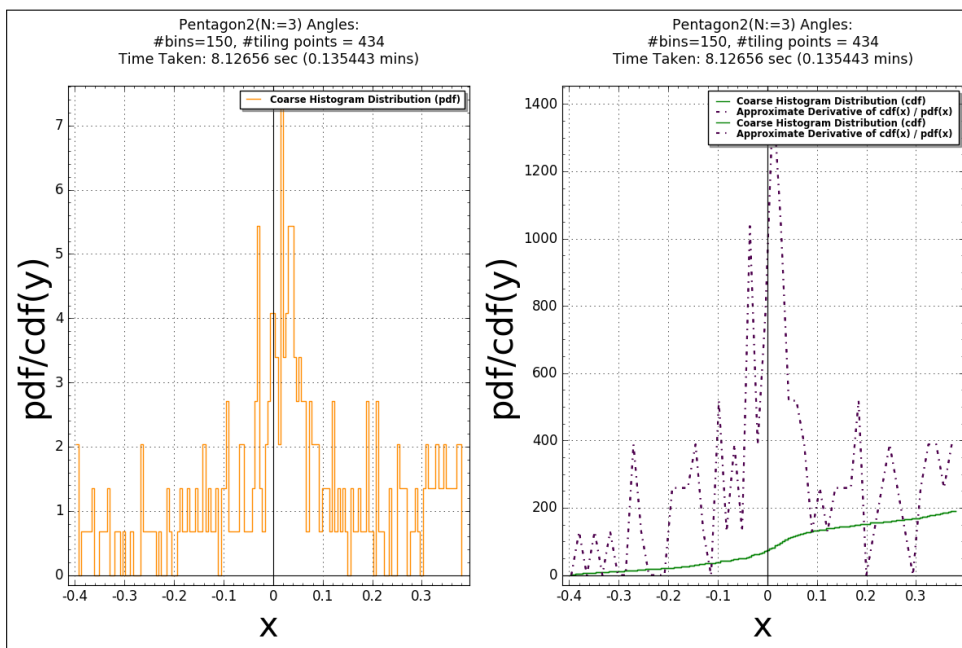 Pentagon2(N:=3) Angles:
#bins=150, #tiling points = 434
Time Taken: 8.12656 sec (0.135443 mins)
Coarse Histogram Distribution (pdf)
pdf/cdf(y)
7
6
5
4
3
2
1
0
-0.4 -0.3 -0.2 -0.1 0 0.1 0.2 0.3
x
Pentagon2(N:=3) Angles:
#bins=150, #tiling points = 434
Time Taken: 8.12656 sec (0.135443 mins)
Coarse Histogram Distribution (cdf)
Approximate Derivative of cdf(x) / pdf(x)
Coarse Histogram Distribution (cdf)
Approximate Derivative of cdf(x) / pdf(x)
pdf/cdf(y)
1400
1200
1000
800
600
400
200
0
-0.4 -0.3 -0.2 -0.1 0 0.1 0.2 0.3
x